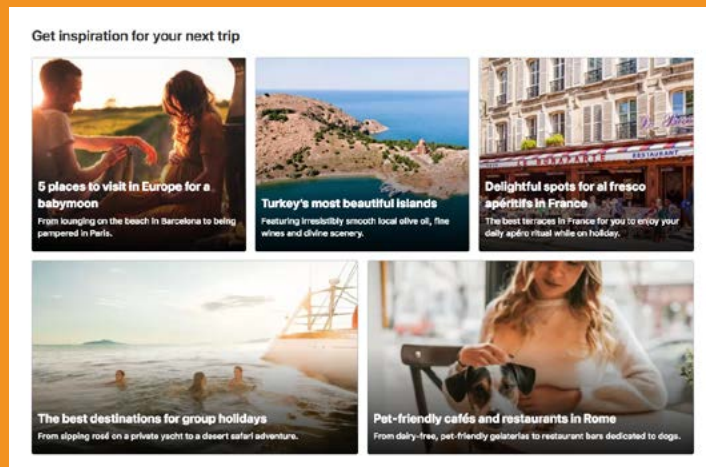 Get inspiration for your next trip
5 places to visit in Europe for a
babymoon
From lounging on the beach in Barcelona to being
pampered in Paris.
Turkey's most beautiful islands
Featuring irresistibly smooth local olive oil, fine
wines and divine scenery.
LE BONAPARTE
RESTAURANT
Delightful spots for al fresco
apéritifs in France
The best terraces in France for you to enjoy your
daily apéro ritual while on holiday.
The best destinations for group holidays
From sipping rosé on a private yacht to a desert safari adventure.
Pet-friendly cafés and restaurants in Rome
From dairy-free, pet-friendly gelaterias to restaurant bars dedicated to dogs.